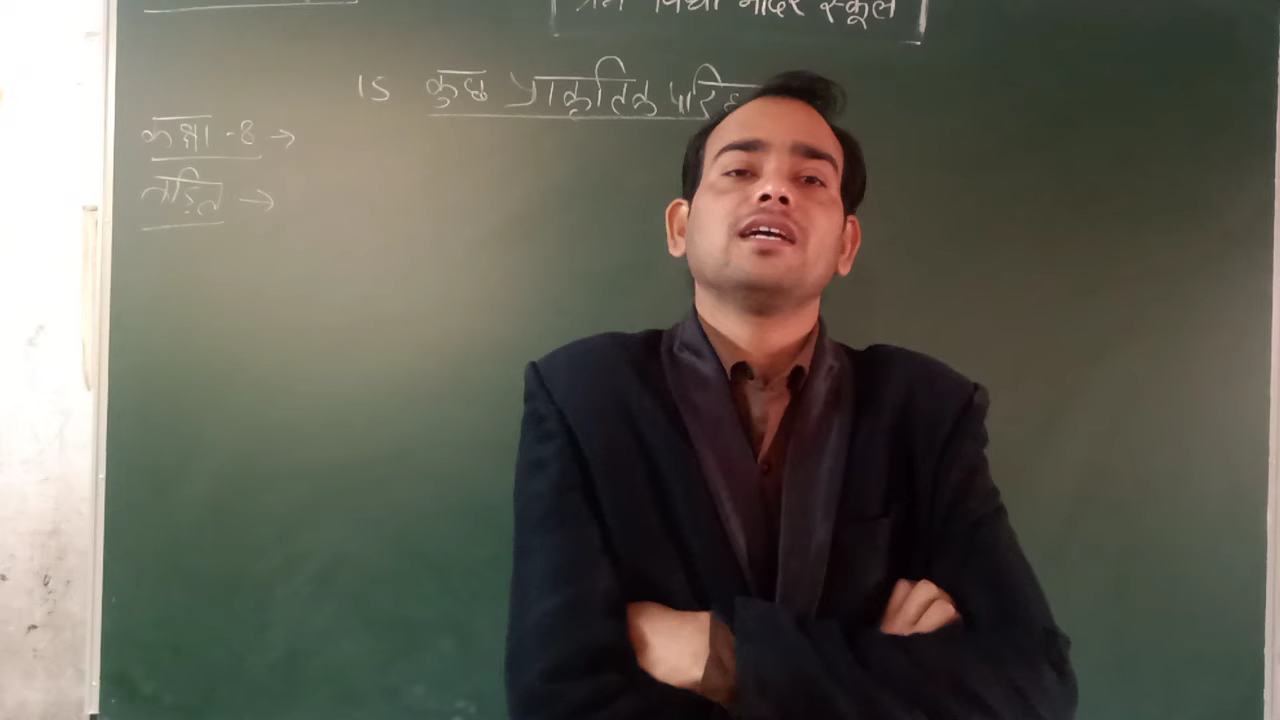 विद्या मंदिर स्कूल
15 कुछ प्राकृतिक
कक्षा -8 →
तड़ित →